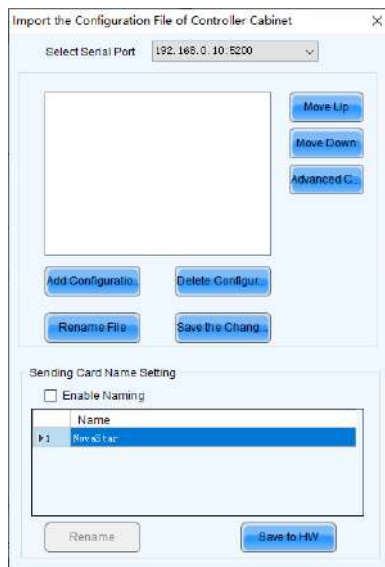 Import the Configuration File of Controller Cabinet
Select Serial Port 192.168.0.10:5200
Move Up
Move Down
Advanced C...
Add Configuratio...
Delete Configur...
Rename File
Save the Chang...
Sending Card Name Setting
Enable Naming
Name
1 NovaStar
Rename
Save to HW